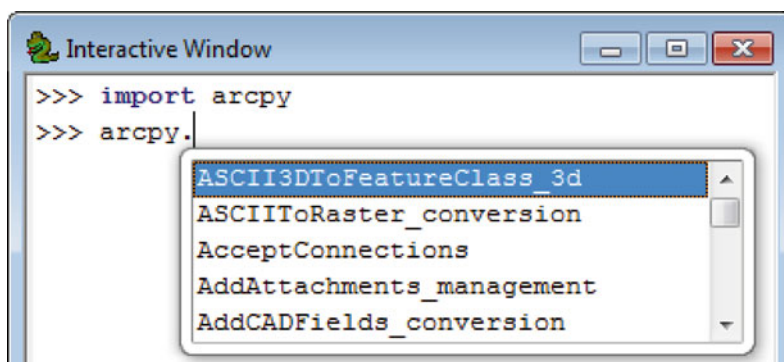 Interactive Window
>>> import arcpy
>>> arcpy.
ASCII3DToFeatureClass_3d
ASCIIToRaster_conversion
AcceptConnections
AddAttachments_management
AddCADFields_conversion